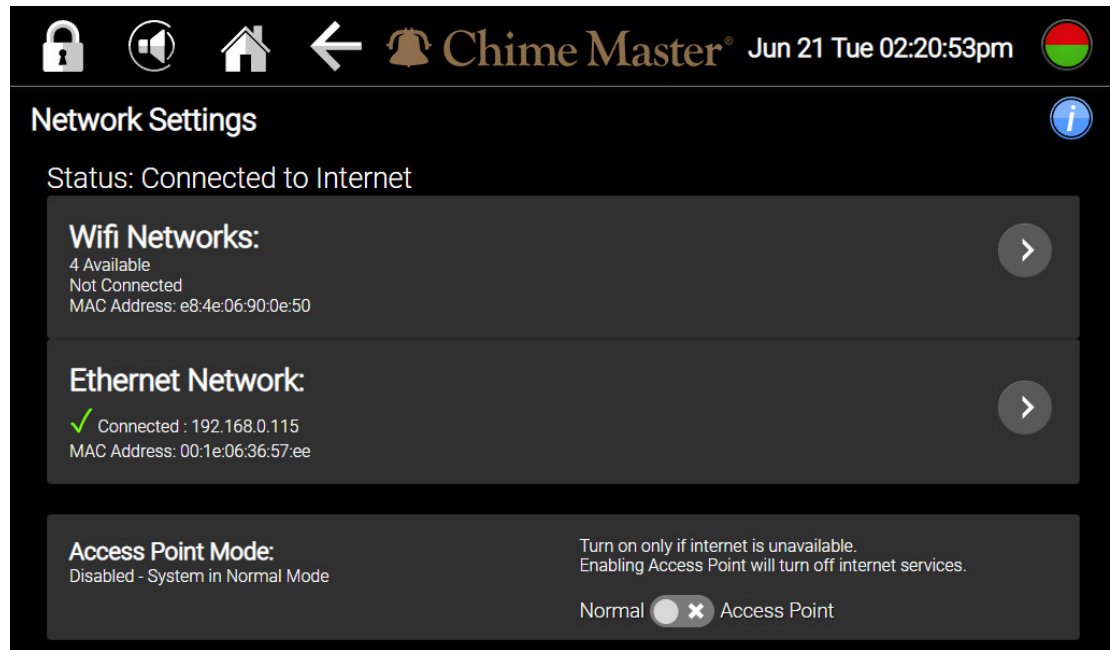 Chime Master® Jun 21 Tue 02:20:53pm
Network Settings
i
Status: Connected to Internet
Wifi Networks:
4 Available
Not Connected
MAC Address: e8:4e:06:90:0e:50
Ethernet Network:
Connected : 192.168.0.115
MAC Address: 00:1e:06:36:57:ee
Access Point Mode:
Disabled - System in Normal Mode
Turn on only if internet is unavailable.
Enabling Access Point will turn off internet services.
Normal Access Point